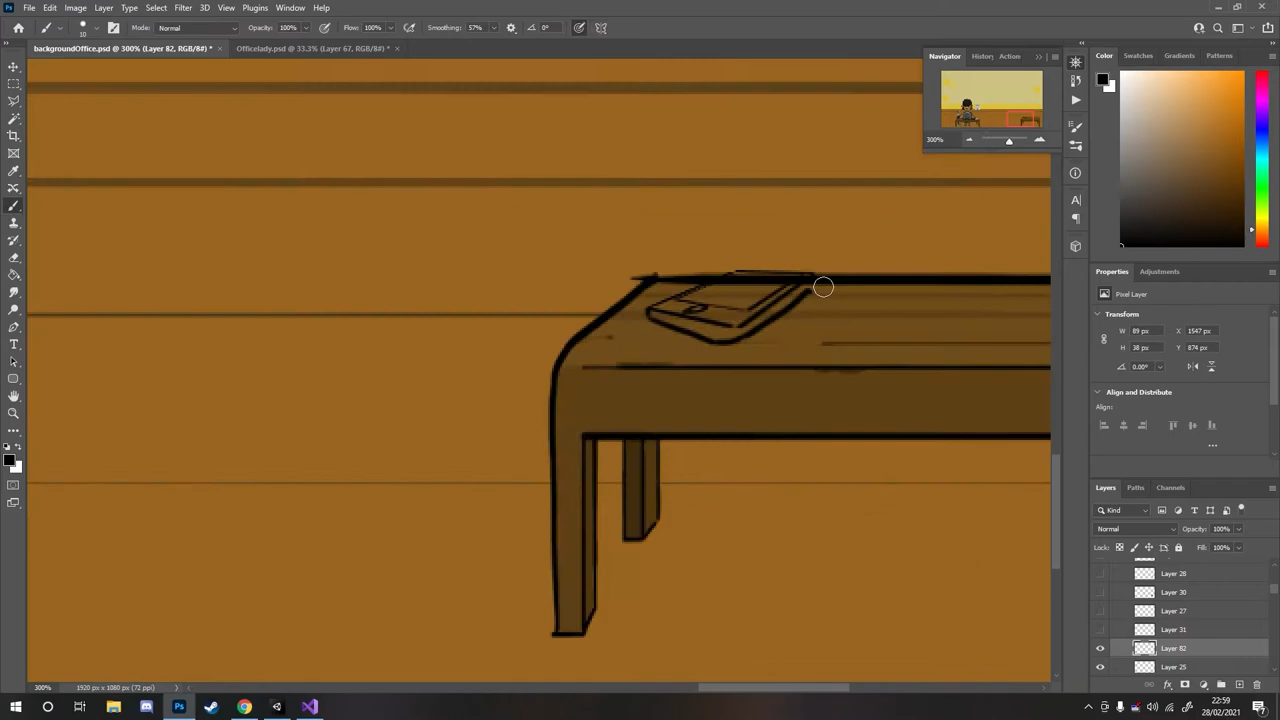 Ps File Edit Image Layer Type Select Filter 3D View Plugins Window Help
10 Mode: Normal Opacity: 100% Flow: 100% Smoothing: 57% 0°
backgroundOffice.psd @ 300% (Layer 82, RGB/8#) * × Officelady.psd @ 33.3% (Layer 67, RGB/8#) * ×
Navigator History Action
300%
Color Swatches Gradients Patterns
Properties Adjustments
Pixel Layer
Transform
W 89 px X 1547 px
H 38 px Y 874 px
0.00°
Align and Distribute
Align:
Layers Paths Channels
Kind
Normal Opacity: 100%
Lock: Fill: 100%
Layer 28
Layer 30
Layer 27
Layer 31
Layer 82
Layer 25
300% 1920 px x 1080 px (72 ppi)
22:59
28/02/2021